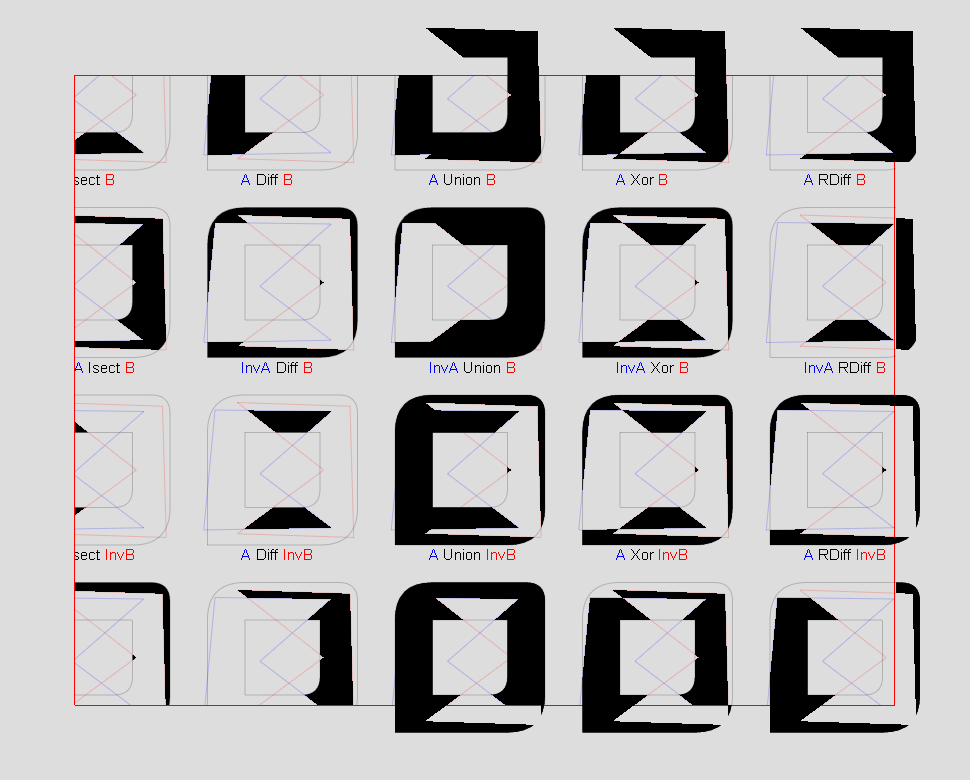 sect B A Diff B A Union B A Xor B A RDiff B
A Isect B InvA Diff B InvA Union B InvA Xor B InvA RDiff B
sect InvB A Diff InvB A Union InvB A Xor InvB A RDiff InvB